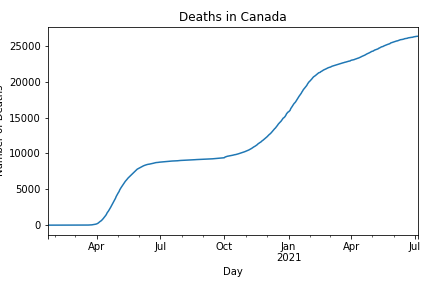 Deaths in Canada
Number of Deaths
25000
20000
15000
10000
5000
0
Apr Jul Oct Jan Apr Jul
2021
Day